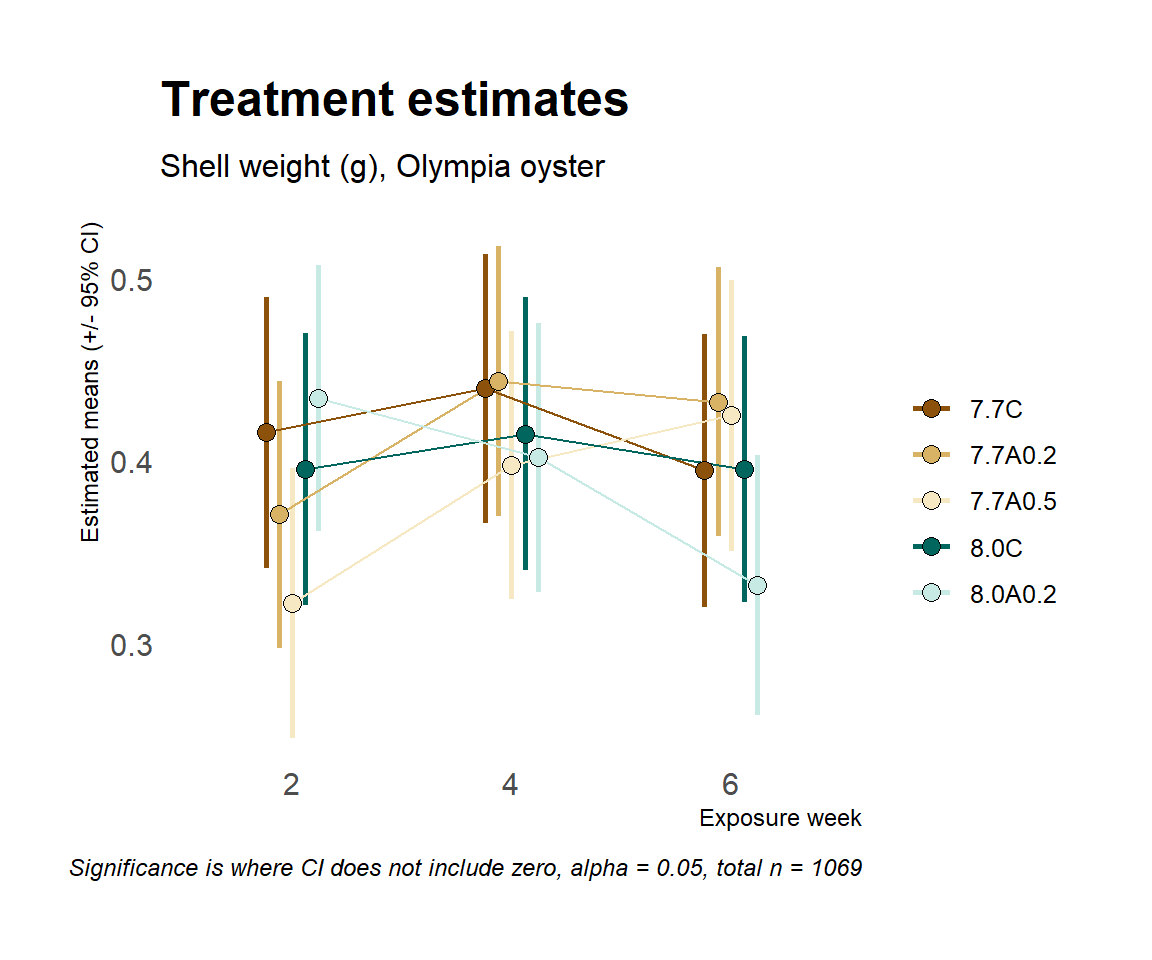 Treatment estimates
Shell weight (g), Olympia oyster
Estimated means (+/- 95% CI)
0.5
0.4
0.3
2
4
6
Exposure week
7.7C
7.7A0.2
7.7A0.5
8.0C
8.0A0.2
Significance is where CI does not include zero, alpha = 0.05, total n = 1069